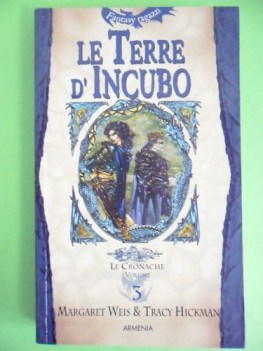 Fantasy ragazzi
LE TERRE
D'INCUBO
LE CRONACHE
VOLUME
3
MARGARET WEIS & TRACY HICKMAN
ARMENIA